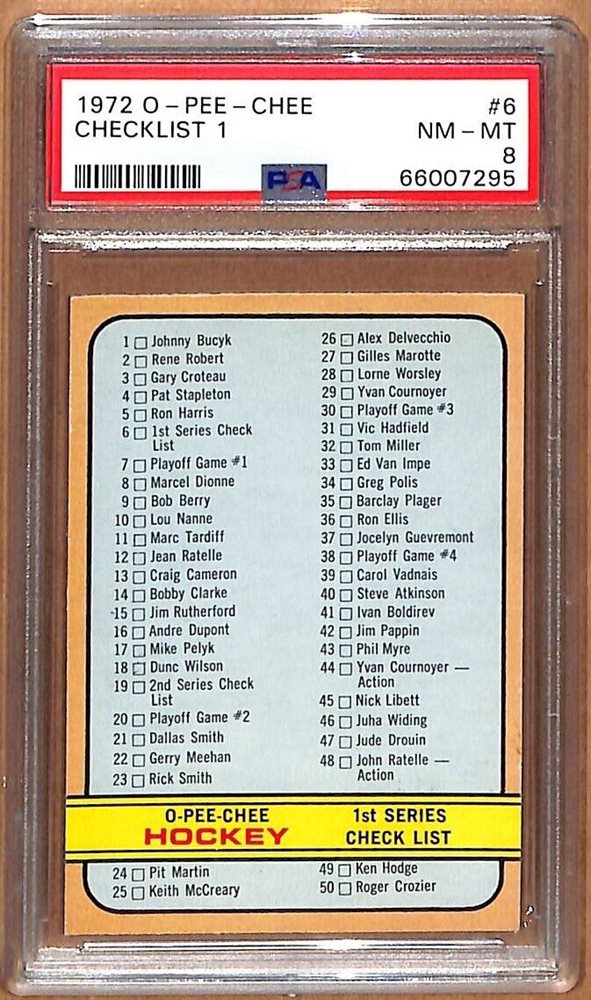 1972 O-PEE-CHEE #6
CHECKLIST 1 NM-MT
8
PSA 66007295
1 Johnny Bucyk
2 Rene Robert
3 Gary Croteau
4 Pat Stapleton
5 Ron Harris
6 1st Series Check
List
7 Playoff Game #1
8 Marcel Dionne
9 Bob Berry
10 Lou Nanne
11 Marc Tardiff
12 Jean Ratelle
13 Craig Cameron
14 Bobby Clarke
15 Jim Rutherford
16 Andre Dupont
17 Mike Pelyk
18 Dunc Wilson
19 2nd Series Check
List
20 Playoff Game #2
21 Dallas Smith
22 Gerry Meehan
23 Rick Smith
26 Alex Delvecchio
27 Gilles Marotte
28 Lorne Worsley
29 Yvan Cournoyer
30 Playoff Game #3
31 Vic Hadfield
32 Tom Miller
33 Ed Van Impe
34 Greg Polis
35 Barclay Plager
36 Ron Ellis
37 Jocelyn Guevremont
38 Playoff Game #4
39 Carol Vadnais
40 Steve Atkinson
41 Ivan Boldirev
42 Jim Pappin
43 Phil Myre
44 Yvan Cournoyer —
Action
45 Nick Libett
46 Juha Widing
47 Jude Drouin
48 John Ratelle —
Action
O-PEE-CHEE
HOCKEY
1st SERIES
CHECK LIST
24 Pit Martin
25 Keith McCreary
49 Ken Hodge
50 Roger Crozier